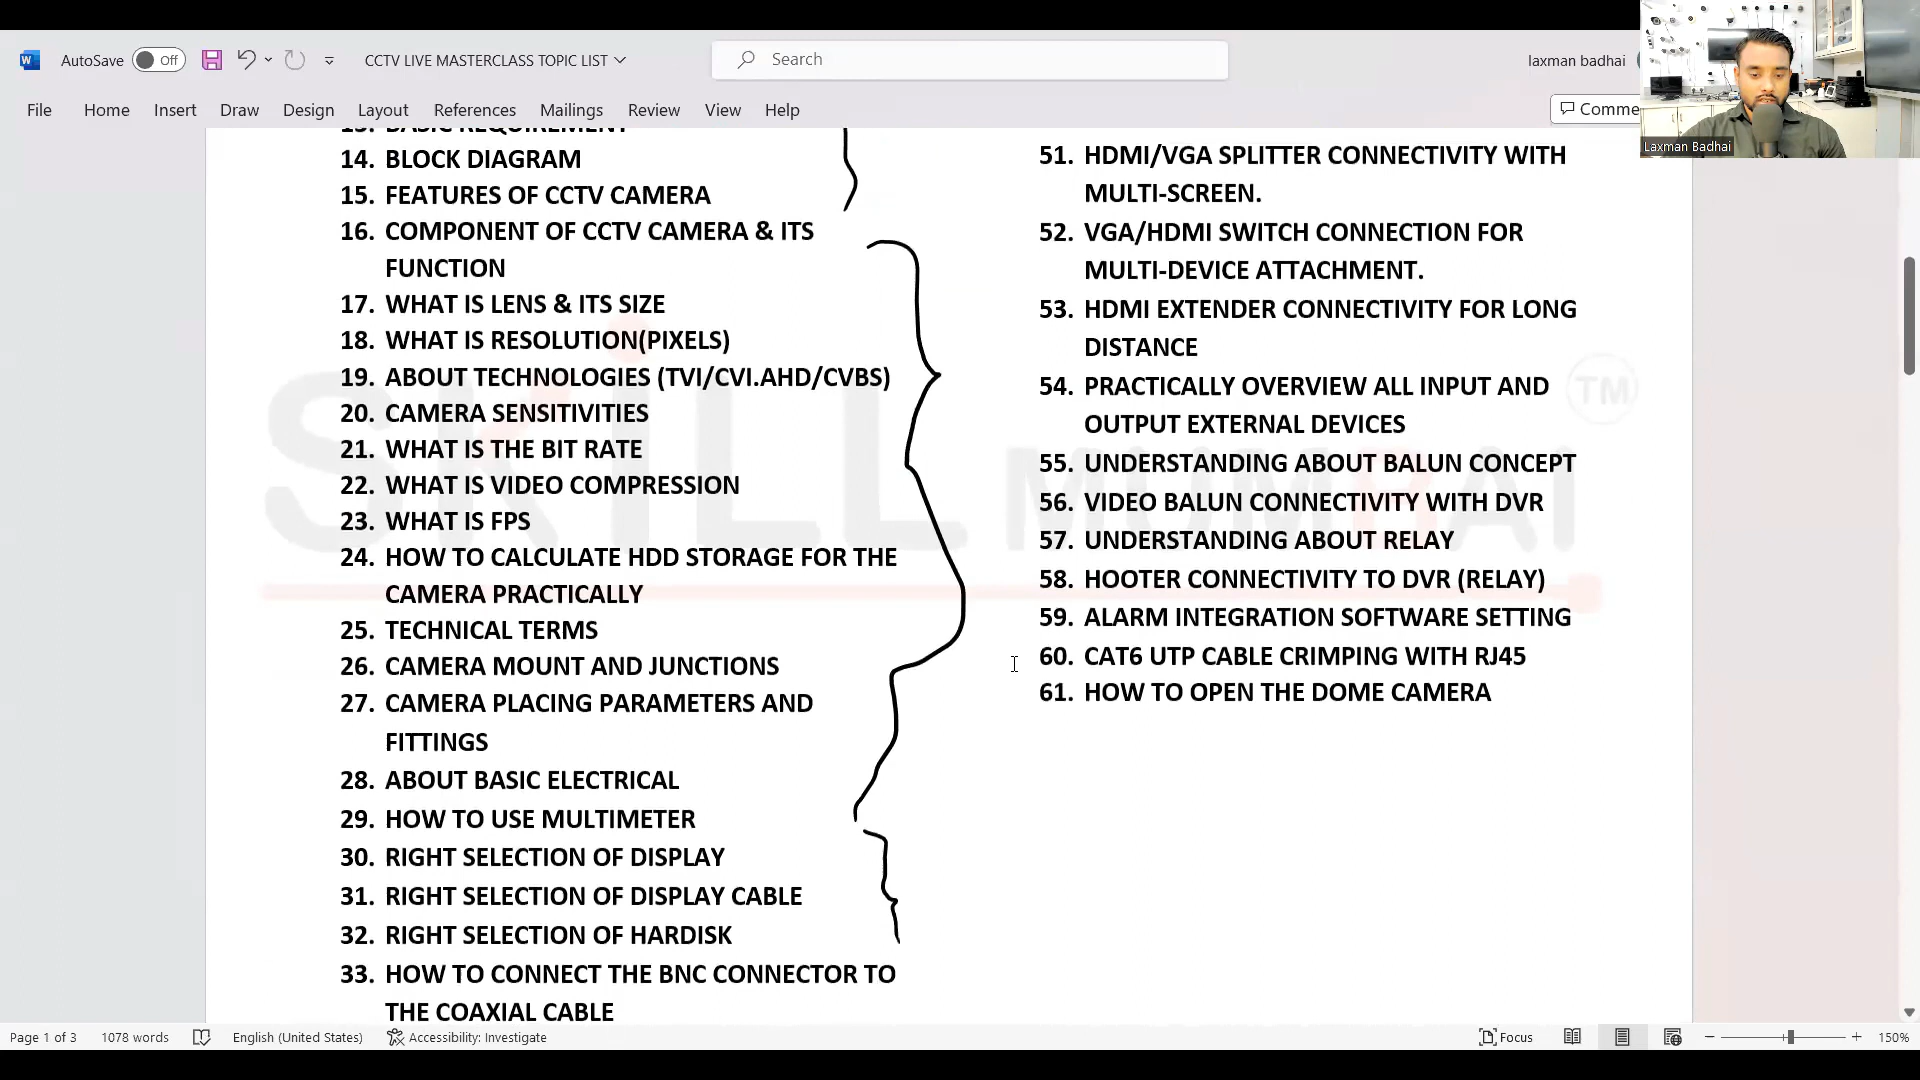 AutoSave Off CCTV LIVE MASTERCLASS TOPIC LIST Search laxman badhai
File Home Insert Draw Design Layout References Mailings Review View Help Comme
Laxman Badhai
13. BASIC REQUIREMENT
14. BLOCK DIAGRAM
15. FEATURES OF CCTV CAMERA
16. COMPONENT OF CCTV CAMERA & ITS
FUNCTION
17. WHAT IS LENS & ITS SIZE
18. WHAT IS RESOLUTION(PIXELS)
19. ABOUT TECHNOLOGIES (TVI/CVI.AHD/CVBS)
20. CAMERA SENSITIVITIES
21. WHAT IS THE BIT RATE
22. WHAT IS VIDEO COMPRESSION
23. WHAT IS FPS
24. HOW TO CALCULATE HDD STORAGE FOR THE
CAMERA PRACTICALLY
25. TECHNICAL TERMS
26. CAMERA MOUNT AND JUNCTIONS
27. CAMERA PLACING PARAMETERS AND
FITTINGS
28. ABOUT BASIC ELECTRICAL
29. HOW TO USE MULTIMETER
30. RIGHT SELECTION OF DISPLAY
31. RIGHT SELECTION OF DISPLAY CABLE
32. RIGHT SELECTION OF HARDISK
33. HOW TO CONNECT THE BNC CONNECTOR TO
THE COAXIAL CABLE
51. HDMI/VGA SPLITTER CONNECTIVITY WITH
MULTI-SCREEN.
52. VGA/HDMI SWITCH CONNECTION FOR
MULTI-DEVICE ATTACHMENT.
53. HDMI EXTENDER CONNECTIVITY FOR LONG
DISTANCE
54. PRACTICALLY OVERVIEW ALL INPUT AND
OUTPUT EXTERNAL DEVICES
55. UNDERSTANDING ABOUT BALUN CONCEPT
56. VIDEO BALUN CONNECTIVITY WITH DVR
57. UNDERSTANDING ABOUT RELAY
58. HOOTER CONNECTIVITY TO DVR (RELAY)
59. ALARM INTEGRATION SOFTWARE SETTING
60. CAT6 UTP CABLE CRIMPING WITH RJ45
61. HOW TO OPEN THE DOME CAMERA
SKILL MUMBAI TM
Page 1 of 3 1078 words English (United States) Accessibility: Investigate Focus 150%